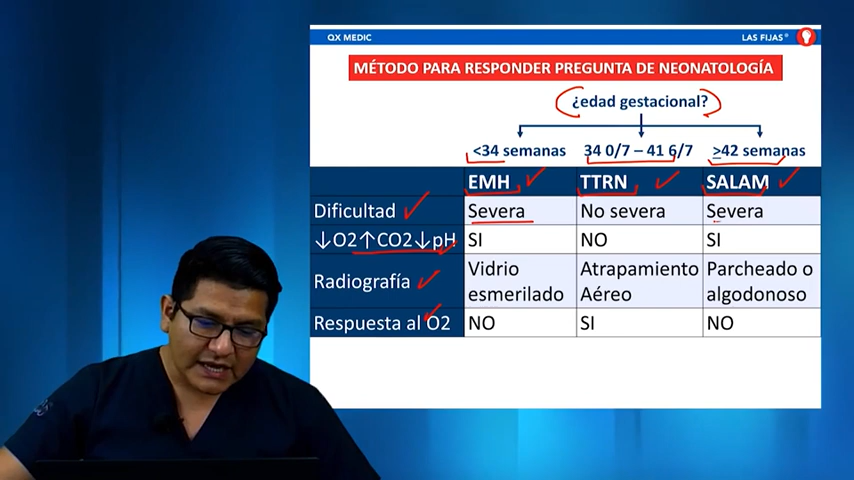 QX MEDIC
LAS FIJAS®
MÉTODO PARA RESPONDER PREGUNTA DE NEONATOLOGÍA
¿edad gestacional?
<34 semanas
34 0/7 – 41 6/7
≥42 semanas
EMH TTRN SALAM
Dificultad Severa No severa Severa
↓O2↑CO2↓pH SI NO SI
Radiografía Vidrio esmerilado Atrapamiento Aéreo Parcheado o algodonoso
Respuesta al O2 NO SI NO